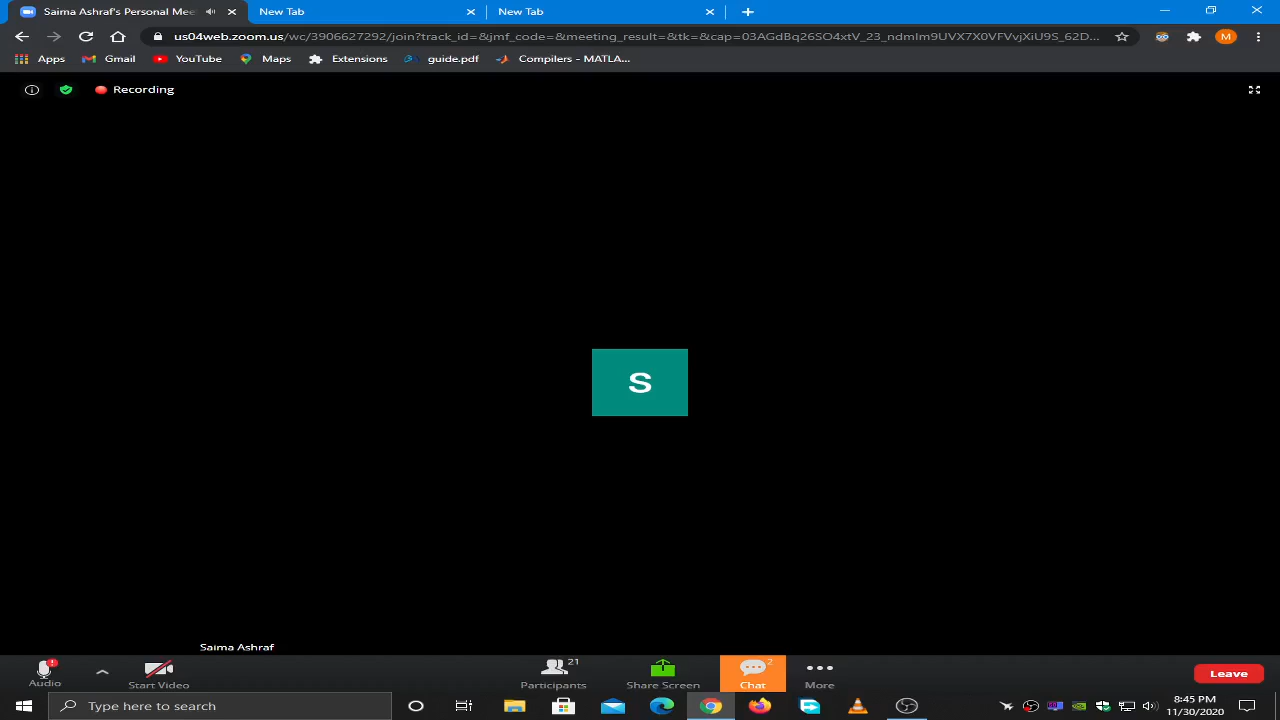 Saima Ashraf's Personal Mee
New Tab
New Tab
us04web.zoom.us/wc/3906627292/join?track_id=&jmf_code=&meeting_result=&tk=&cap=03AGdBq26SO4xtV_23_ndmIm9UVX7X0VFVvjXiU9S_62D...
M
Apps
Gmail
YouTube
Maps
Extensions
guide.pdf
Compilers - MATLA...
Recording
S
Saima Ashraf
Audio
Start Video
21
Participants
Share Screen
2
Chat
More
Leave
Type here to search
8:45 PM
11/30/2020